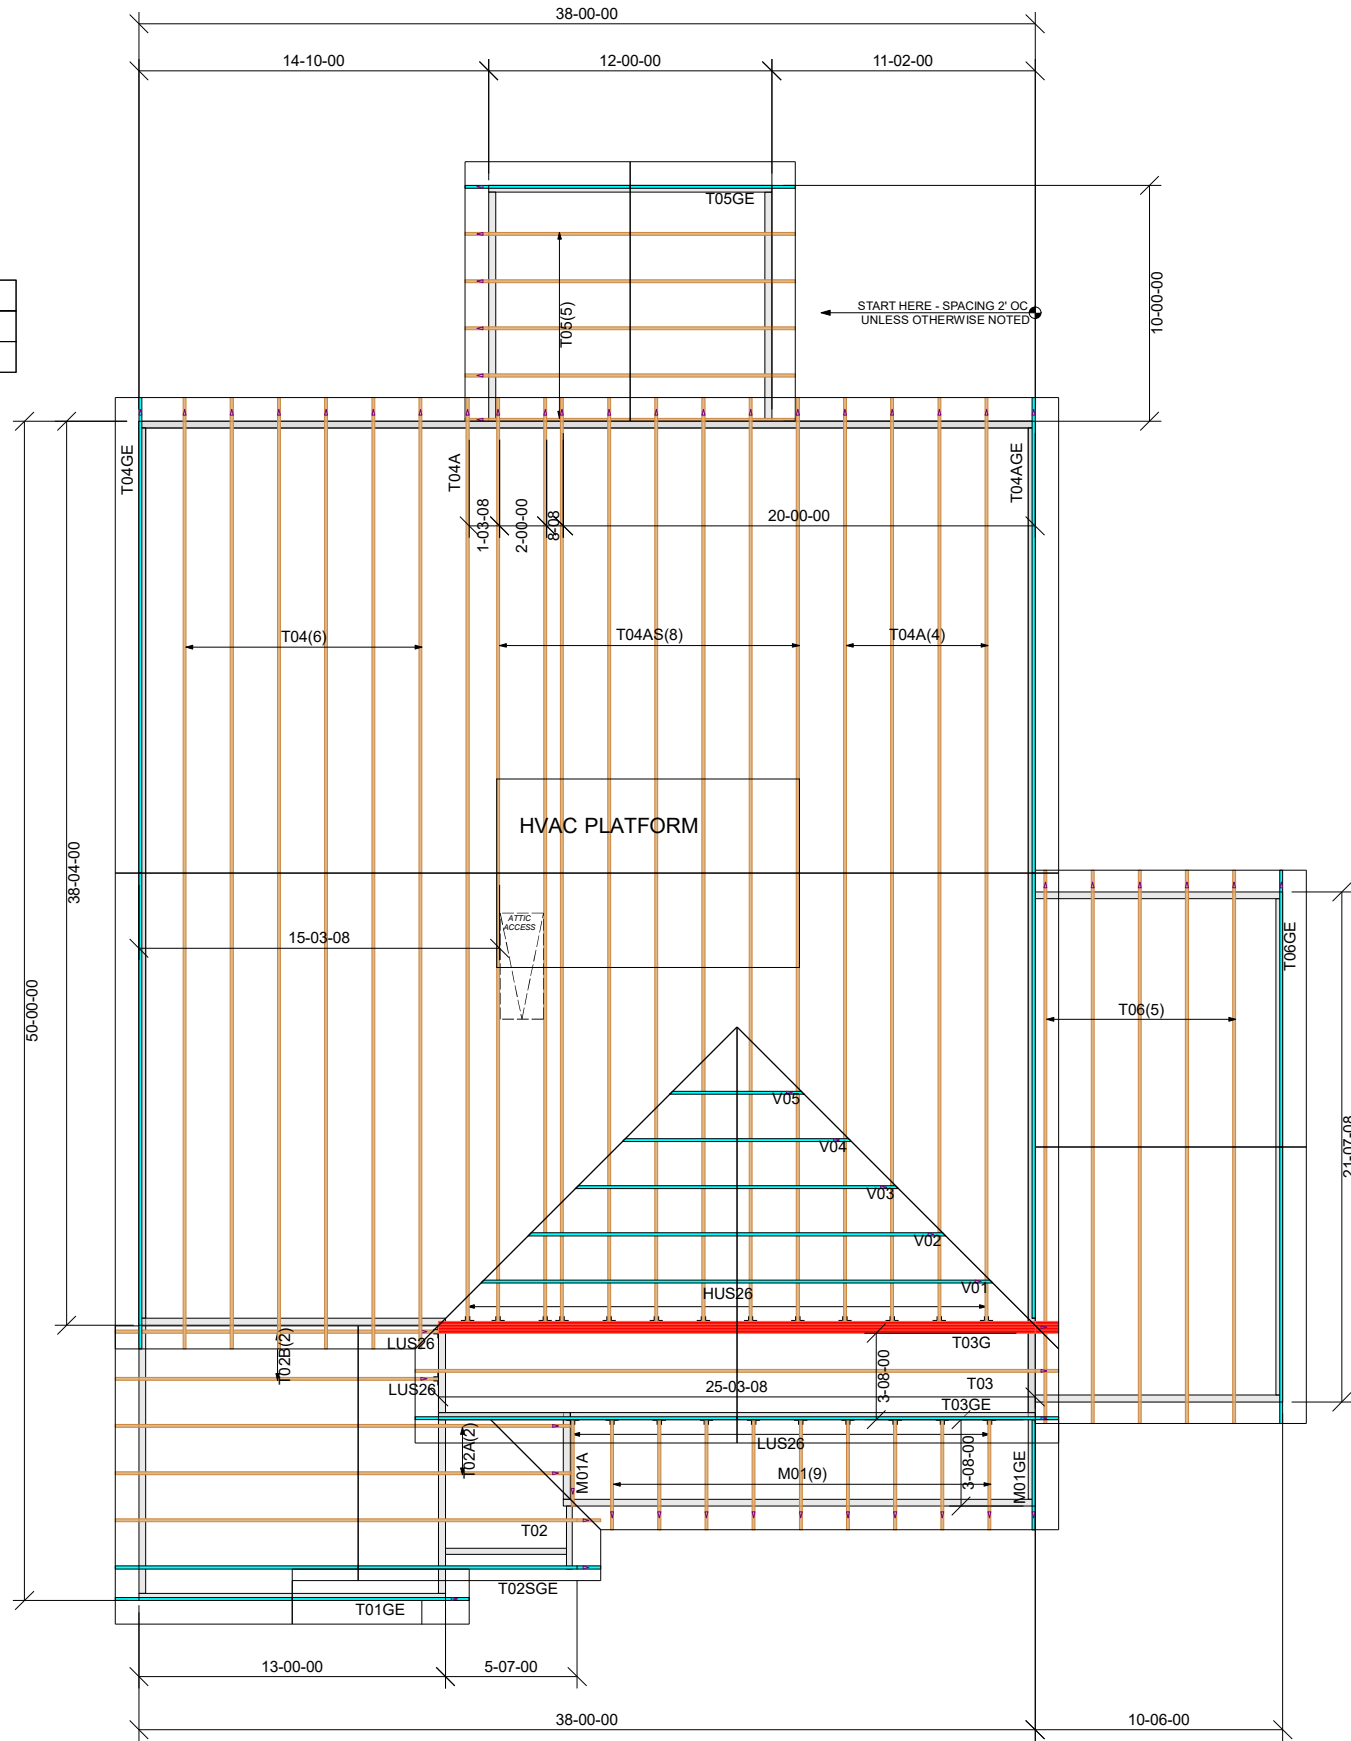 38-00-00
14-10-00
12-00-00
11-02-00
T05GE
10-00-00
START HERE - SPACING 2' OC
UNLESS OTHERWISE NOTED
T05(5)
T04GE
T04A
T04AGE
1-03-08
2-00-00
8-08
20-00-00
T04(6)
T04AS(8)
T04A(4)
HVAC PLATFORM
38-04-00
ATTIC
ACCESS
15-03-08
T06GE
50-00-00
T06(5)
V05
21-07-08
V04
V03
V02
V01
HUS26
LUS26
T03G
T02B(2)
3-08-00
LUS26
25-03-08
T03
T03GE
LUS26
T02A(2)
M01A
M01(9)
3-08-00
M01GE
T02
T02SGE
T01GE
13-00-00
5-07-00
38-00-00
10-06-00